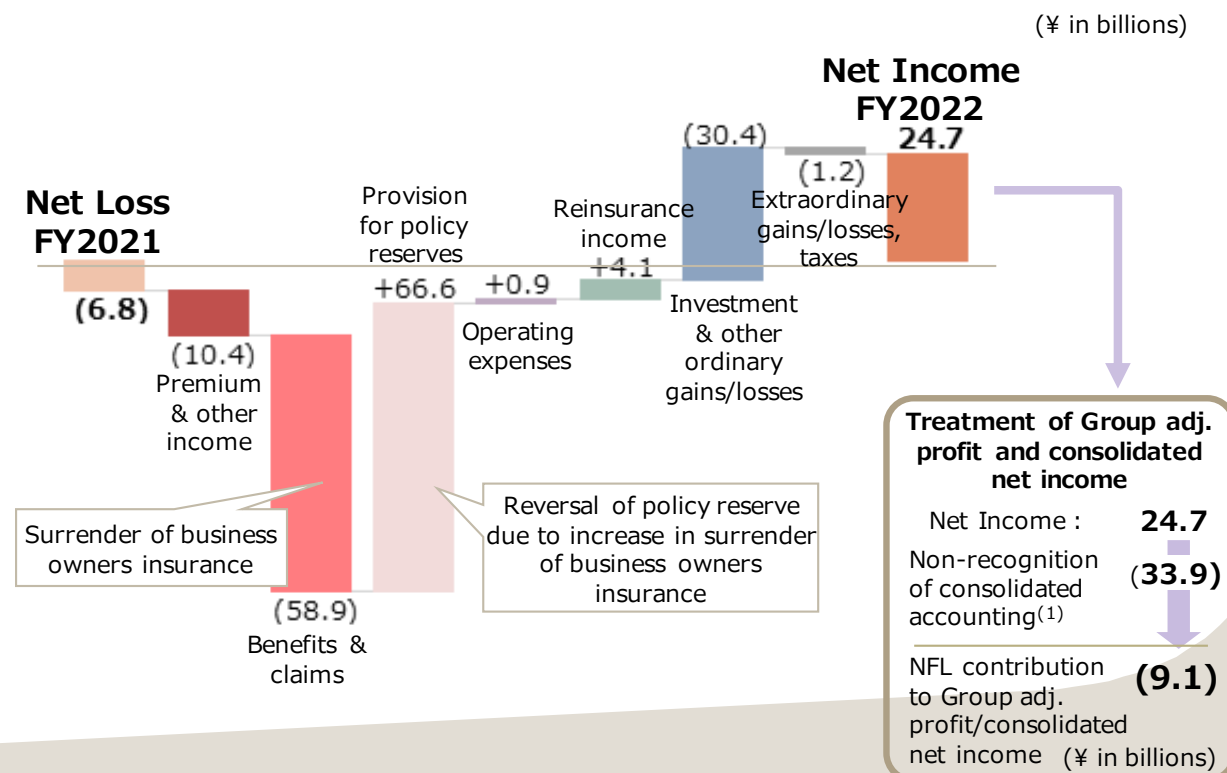 (¥ in billions)
Net Income
FY2022
24.7
(30.4)
(1.2)
Extraordinary
gains/losses,
taxes
Net Loss
FY2021
(6.8)
(10.4)
Premium
& other
income
Provision
for policy
reserves
+66.6
+0.9
Operating
expenses
Reinsurance
income
+4.1
Investment
& other
ordinary
gains/losses
(58.9)
Benefits &
claims
Surrender of business
owners insurance
Reversal of policy reserve
due to increase in surrender
of business owners
insurance
Treatment of Group adj.
profit and consolidated
net income
Net Income : 24.7
Non-recognition
of consolidated
accounting(1)
(33.9)
NFL contribution
to Group adj.
profit/consolidated
net income
(9.1)
(¥ in billions)